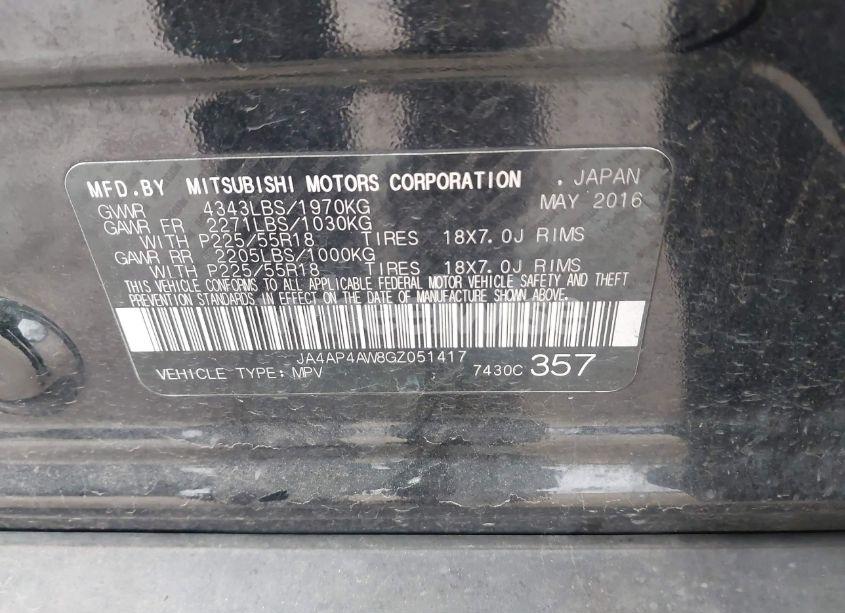 MFD.BY MITSUBISHI MOTORS CORPORATION . JAPAN
GVWR 4343LBS/1970KG MAY 2016
GAWR FR 2271LBS/1030KG
WITH P225/55R18 TIRES 18X7.0J RIMS
GAWR RR 2205LBS/1000KG
WITH P225/55R18 TIRES 18X7.0J RIMS
THIS VEHICLE CONFORMS TO ALL APPLICABLE FEDERAL MOTOR VEHICLE SAFETY AND THEFT
PREVENTION STANDARDS IN EFFECT ON THE DATE OF MANUFACTURE SHOWN ABOVE.
JA4AP4AW8GZ051417
VEHICLE TYPE: MPV 7430C 357